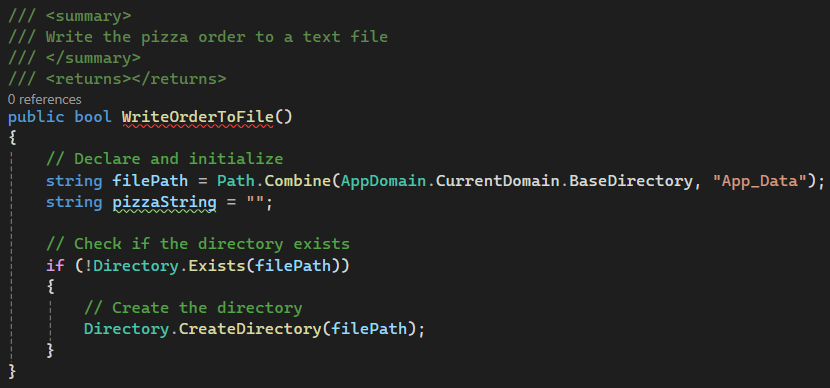 /// <summary>
/// Write the pizza order to a text file
/// </summary>
/// <returns></returns>
0 references
public bool WriteOrderToFile()
{
    // Declare and initialize
    string filePath = Path.Combine(AppDomain.CurrentDomain.BaseDirectory, "App_Data");
    string pizzaString = "";

    // Check if the directory exists
    if (!Directory.Exists(filePath))
    {
        // Create the directory
        Directory.CreateDirectory(filePath);
    }
}